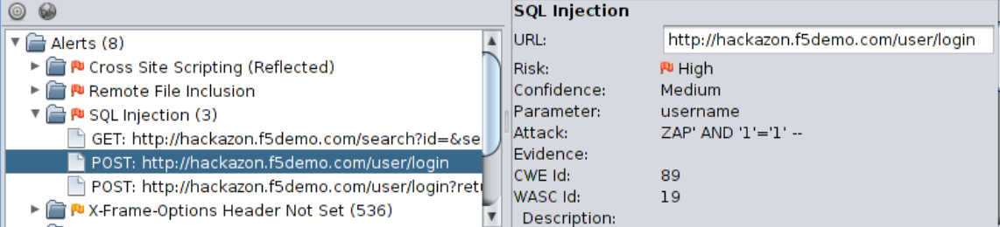 Alerts (8)
Cross Site Scripting (Reflected)
Remote File Inclusion
SQL Injection (3)
GET: http://hackazon.f5demo.com/search?id=&se
POST: http://hackazon.f5demo.com/user/login
POST: http://hackazon.f5demo.com/user/login?retu
X-Frame-Options Header Not Set (536)
SQL Injection
URL: http://hackazon.f5demo.com/user/login
Risk: High
Confidence: Medium
Parameter: username
Attack: ZAP' AND '1'='1' --
Evidence:
CWE Id: 89
WASC Id: 19
Description: